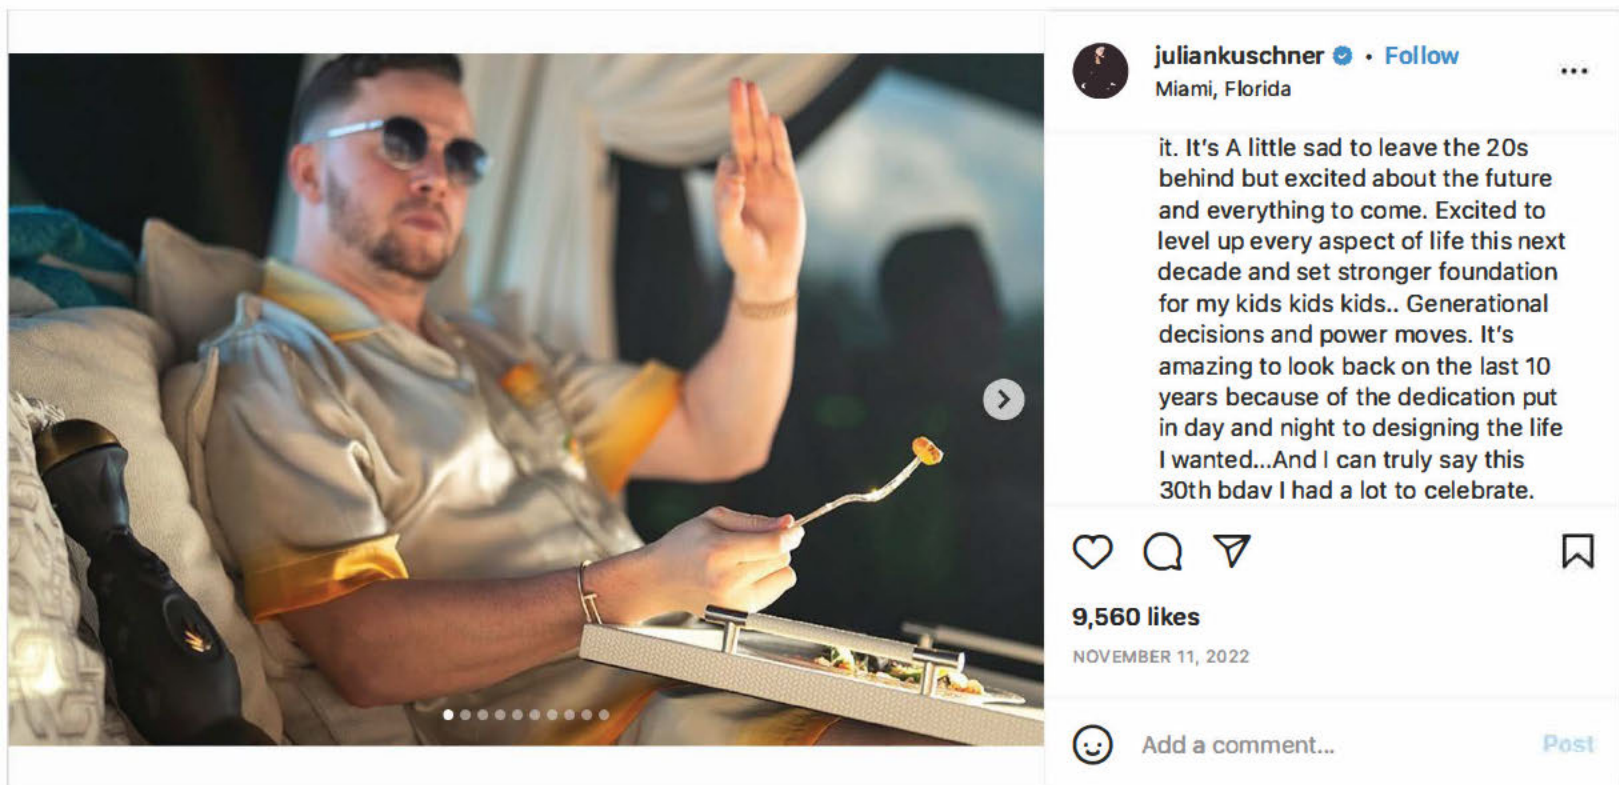 juliankuschner • Follow
Miami, Florida
it. It's A little sad to leave the 20s
behind but excited about the future
and everything to come. Excited to
level up every aspect of life this next
decade and set stronger foundation
for my kids kids kids.. Generational
decisions and power moves. It's
amazing to look back on the last 10
years because of the dedication put
in day and night to designing the life
I wanted...And I can truly say this
30th bday I had a lot to celebrate.
9,560 likes
NOVEMBER 11, 2022
Add a comment...
Post